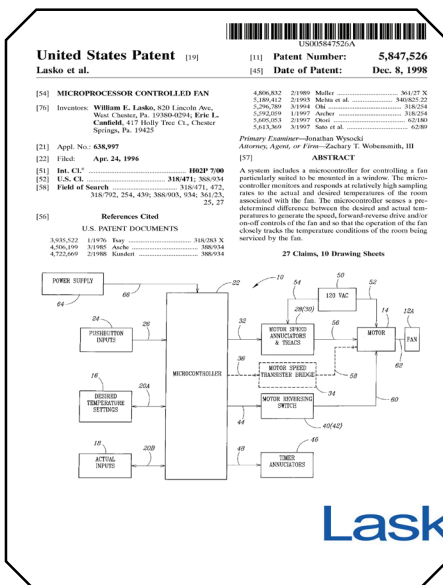 US005847526A
United States Patent [19]
Lasko et al.
[11] Patent Number: 5,847,526
[45] Date of Patent: Dec. 8, 1998
[54] MICROPROCESSOR CONTROLLED FAN
[76] Inventors: William E. Lasko, 820 Lincoln Ave,
West Chester, Pa. 19380-0294; Eric L.
Canfield, 417 Holly Tree Ct., Chester
Springs, Pa. 19425
[21] Appl. No.: 638,997
[22] Filed: Apr. 24, 1996
[51] Int. Cl.⁶ H02P 7/00
[52] U.S. Cl. 318/471; 388/934
[58] Field of Search 318/471, 472,
318/792, 254, 439; 388/903, 934; 361/23,
25, 27
[56] References Cited
U.S. PATENT DOCUMENTS
3,935,522 1/1976 Tsay 318/283 X
4,506,199 3/1985 Asche 388/934
4,722,669 2/1988 Kundert 388/934
4,806,832 2/1989 Muller 361/27 X
5,189,412 2/1993 Mehta et al. 340/825.22
5,296,789 3/1994 Ohi 318/254
5,592,059 1/1997 Archer 318/254
5,605,053 2/1997 Otori 62/180
5,613,369 3/1997 Sato et al. 62/89
Primary Examiner—Jonathan Wysocki
Attorney, Agent, or Firm—Zachary T. Wobensmith, III
[57] ABSTRACT
A system includes a microcontroller for controlling a fan
particularly suited to be mounted in a window. The micro-
controller monitors and responds at relatively high sampling
rates to the actual and desired temperatures of the room
associated with the fan. The microcontroller senses a pre-
determined difference between the desired and actual tem-
peratures to generate the speed, forward-reverse drive and/or
on-off controls of the fan and so that the operation of the fan
closely tracks the temperature conditions of the room being
serviced by the fan.
27 Claims, 10 Drawing Sheets
POWER SUPPLY
64
66
22
10
24
PUSHBUTTON
INPUTS
26
16
DESIRED
TEMPERATURE
SETTINGS
20A
18
ACTUAL
INPUTS
20B
MICROCONTROLLER
50
120 VAC
54
52
28(30)
32
MOTOR SPEED
ANNUCIATORS
& TRIACS
56
14
MOTOR
12A
FAN
62
36
MOTOR SPEED
TRANSISTER BRIDGE
58
34
MOTOR REVERSING
SWITCH
60
44
40(42)
46
48
TIMER
ANNUCIATORS
Lask